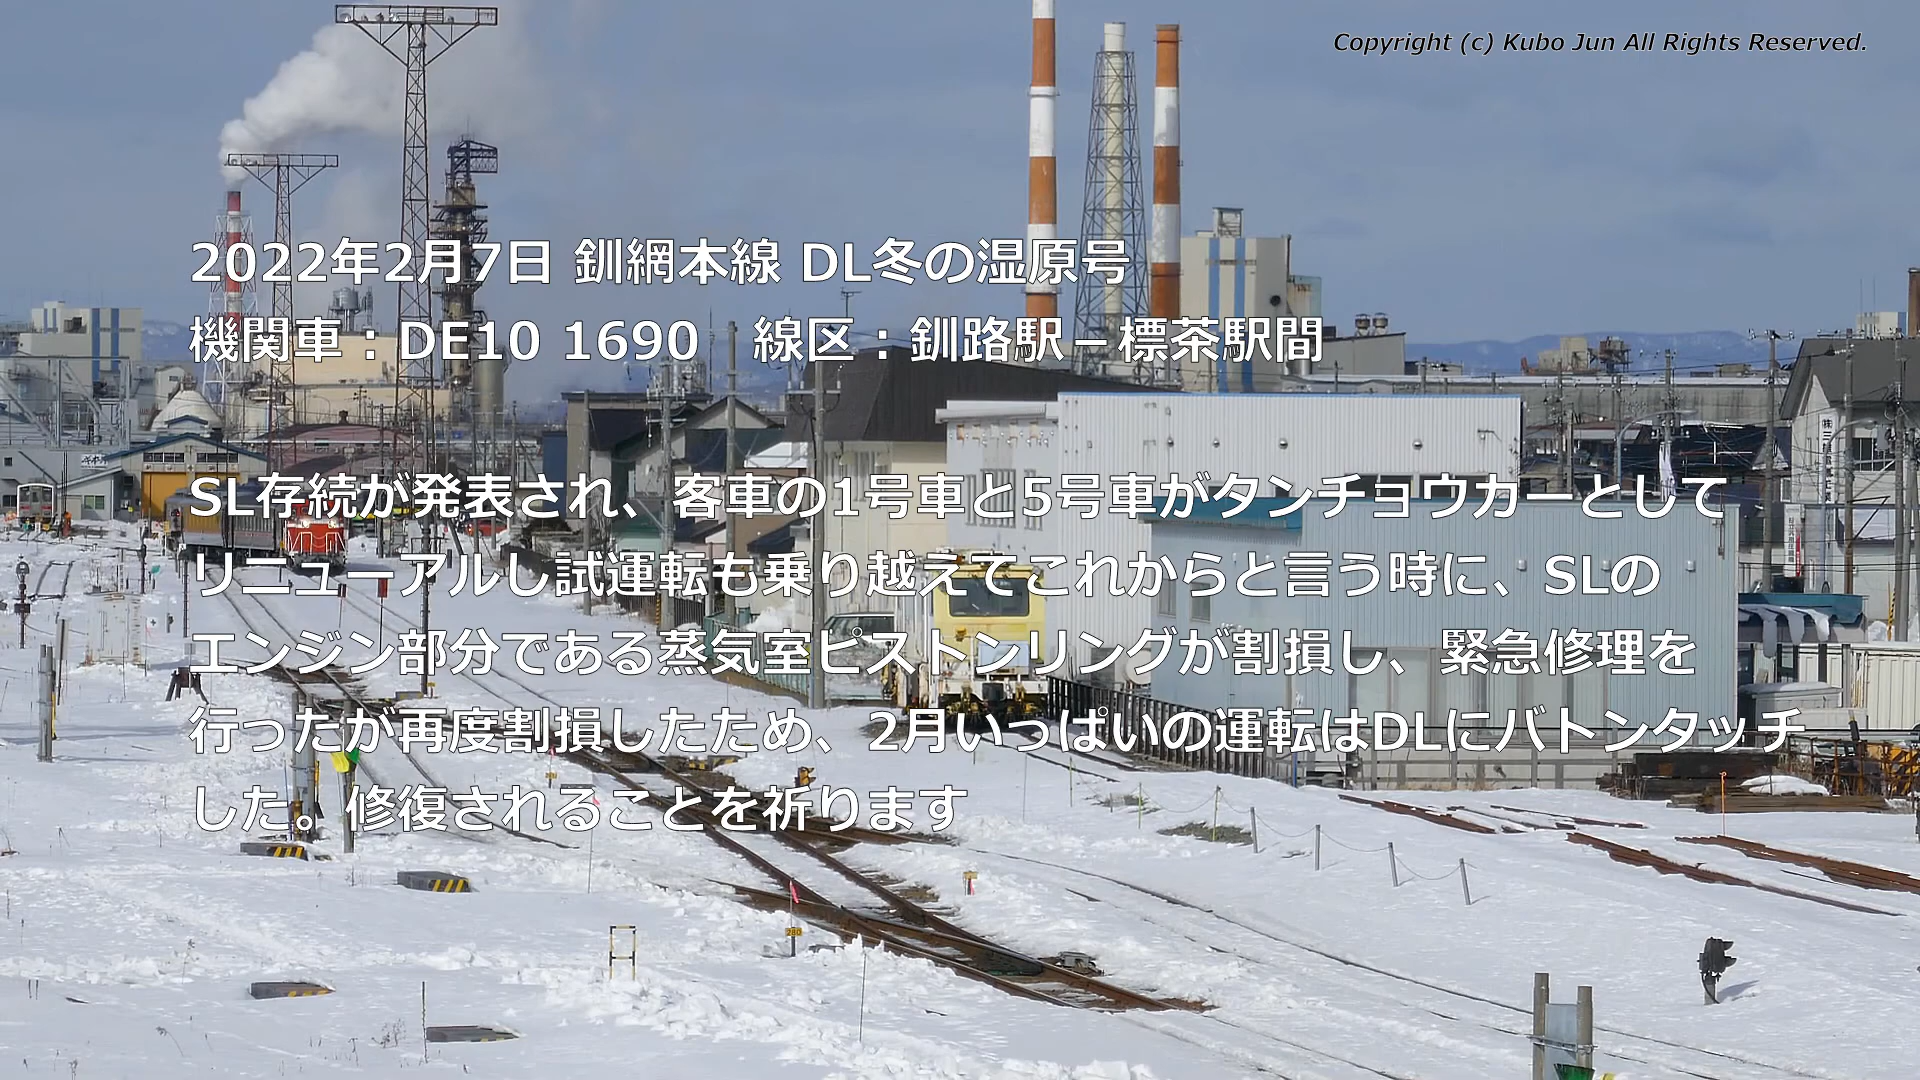 Copyright (c) Kubo Jun All Rights Reserved.
2022年2月7日 釧網本線 DL冬の湿原号
機関車：DE10 1690　線区：釧路駅－標茶駅間
SL存続が発表され、客車の1号車と5号車がタンチョウカーとして
リニューアルし試運転も乗り越えてこれからと言う時に、SLの
エンジン部分である蒸気室ピストンリングが割損し、緊急修理を
行ったが再度割損したため、2月いっぱいの運転はDLにバトンタッチ
した。修復されることを祈ります
280